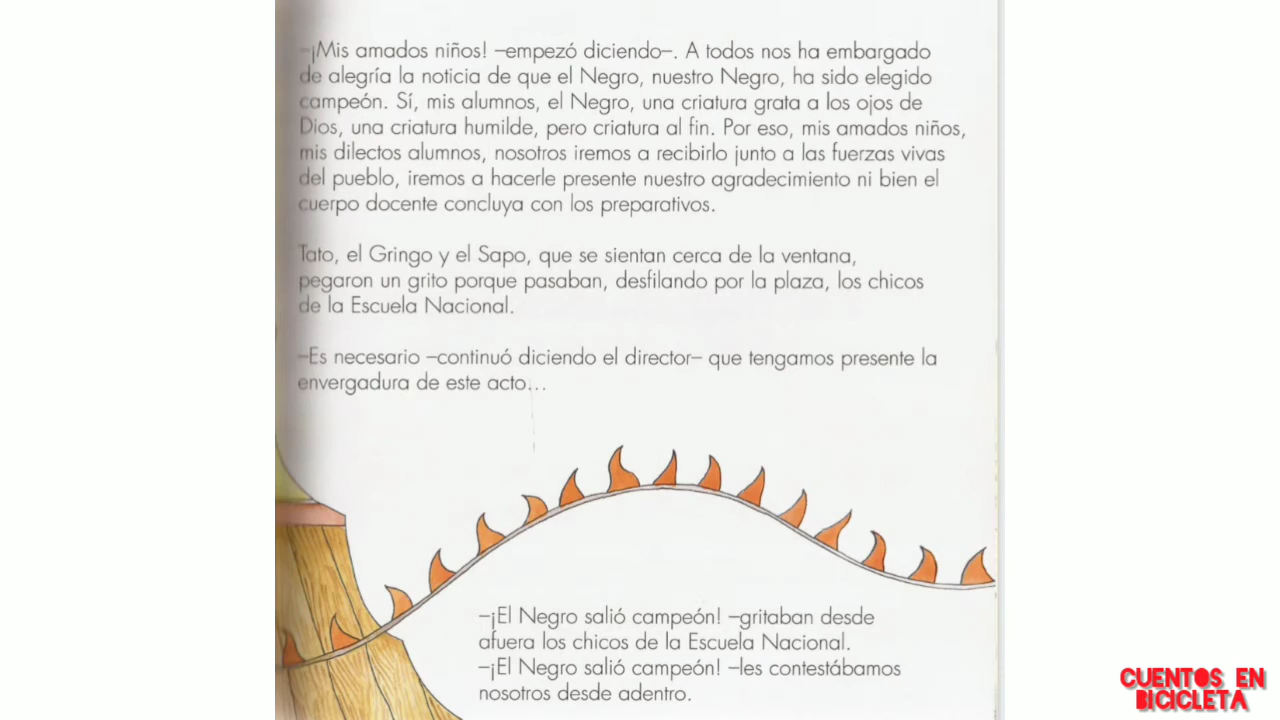 –¡Mis amados niños! –empezó diciendo–. A todos nos ha embargado
de alegría la noticia de que el Negro, nuestro Negro, ha sido elegido
campeón. Sí, mis alumnos, el Negro, una criatura grata a los ojos de
Dios, una criatura humilde, pero criatura al fin. Por eso, mis amados niños,
mis dilectos alumnos, nosotros iremos a recibirlo junto a las fuerzas vivas
del pueblo, iremos a hacerle presente nuestro agradecimiento ni bien el
cuerpo docente concluya con los preparativos.
Tato, el Gringo y el Sapo, que se sientan cerca de la ventana,
pegaron un grito porque pasaban, desfilando por la plaza, los chicos
de la Escuela Nacional.
–Es necesario –continuó diciendo el director– que tengamos presente la
envergadura de este acto...
–¡El Negro salió campeón! –gritaban desde
afuera los chicos de la Escuela Nacional.
–¡El Negro salió campeón! –les contestábamos
nosotros desde adentro.
CUENTOS EN
BICICLETA